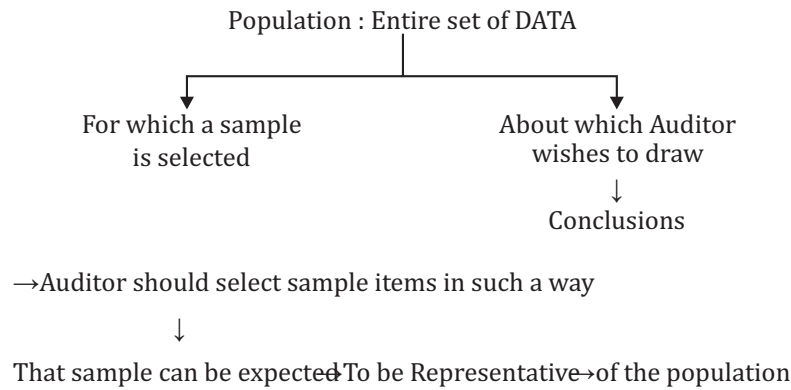 Population : Entire set of DATA
For which a sample
is selected
About which Auditor
wishes to draw
↓
Conclusions
→Auditor should select sample items in such a way
↓
That sample can be expected→To be Representative→of the population